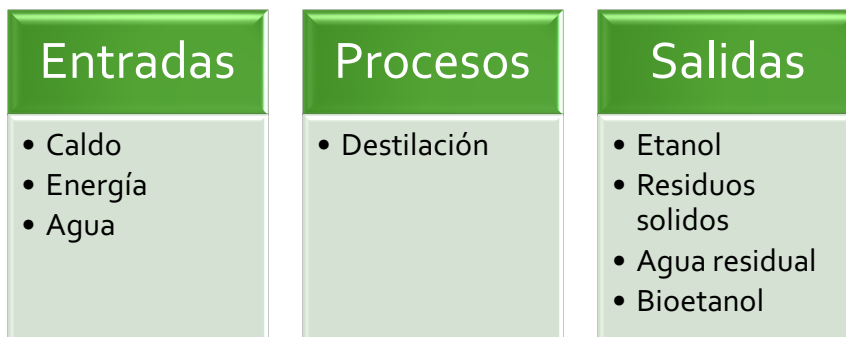 Entradas
• Caldo
• Energía
• Agua
Procesos
• Destilación
Salidas
• Etanol
• Residuos
solidos
• Agua residual
• Bioetanol